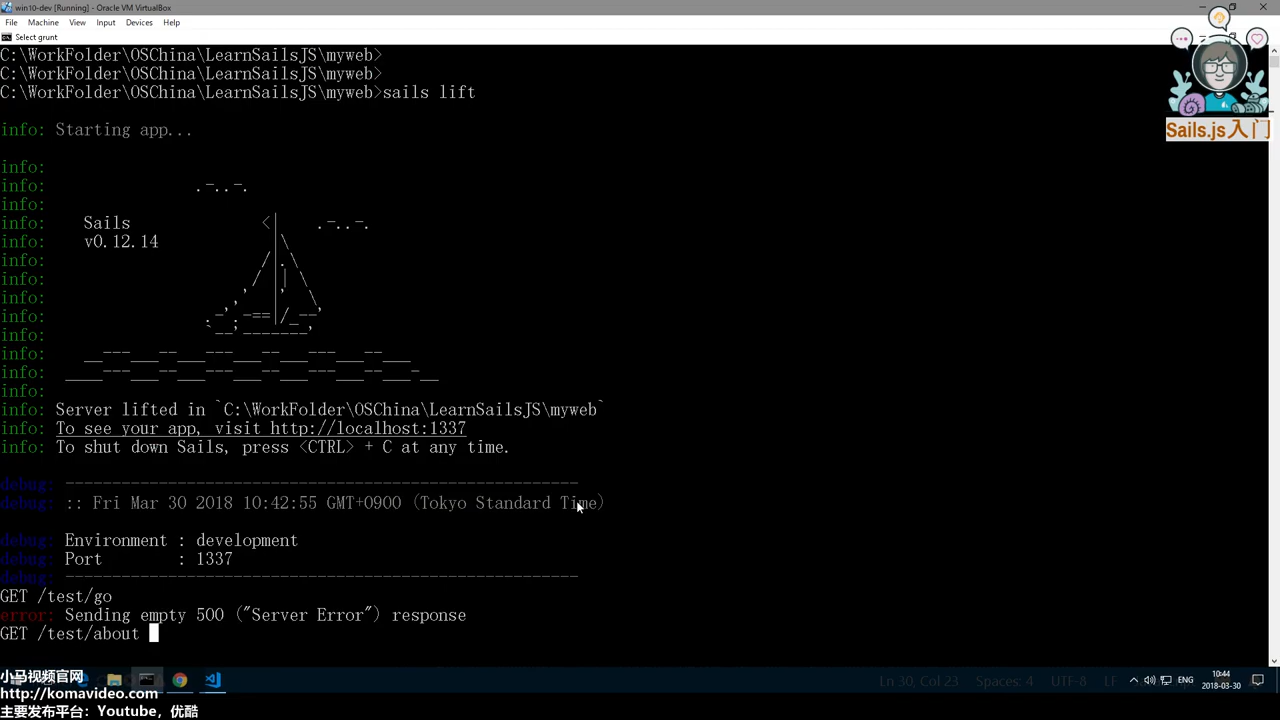 win10-dev [Running] - Oracle VM VirtualBox
File Machine View Input Devices Help
Select grunt
C:\WorkFolder\OSChina\LearnSailsJS\myweb>
C:\WorkFolder\OSChina\LearnSailsJS\myweb>
C:\WorkFolder\OSChina\LearnSailsJS\myweb>sails lift
Sails.js入门
info: Starting app...
info:
info:
info:
info: Sails
info: v0.12.14
info:
info:
info:
info:
info:
info:
info:
info:
info: Server lifted in `C:\WorkFolder\OSChina\LearnSailsJS\myweb`
info: To see your app, visit http://localhost:1337
info: To shut down Sails, press <CTRL> + C at any time.
debug: -------------------------------------------------------
debug: :: Fri Mar 30 2018 10:42:55 GMT+0900 (Tokyo Standard Time)
debug: Environment : development
debug: Port : 1337
debug: -------------------------------------------------------
GET /test/go
error: Sending empty 500 ("Server Error") response
GET /test/about
小马视频官网
http://komavideo.com
主要发布平台：Youtube，优酷
Ln 30, Col 23 Spaces: 4 UTF-8 LF
ENG
10:44
2018-03-30